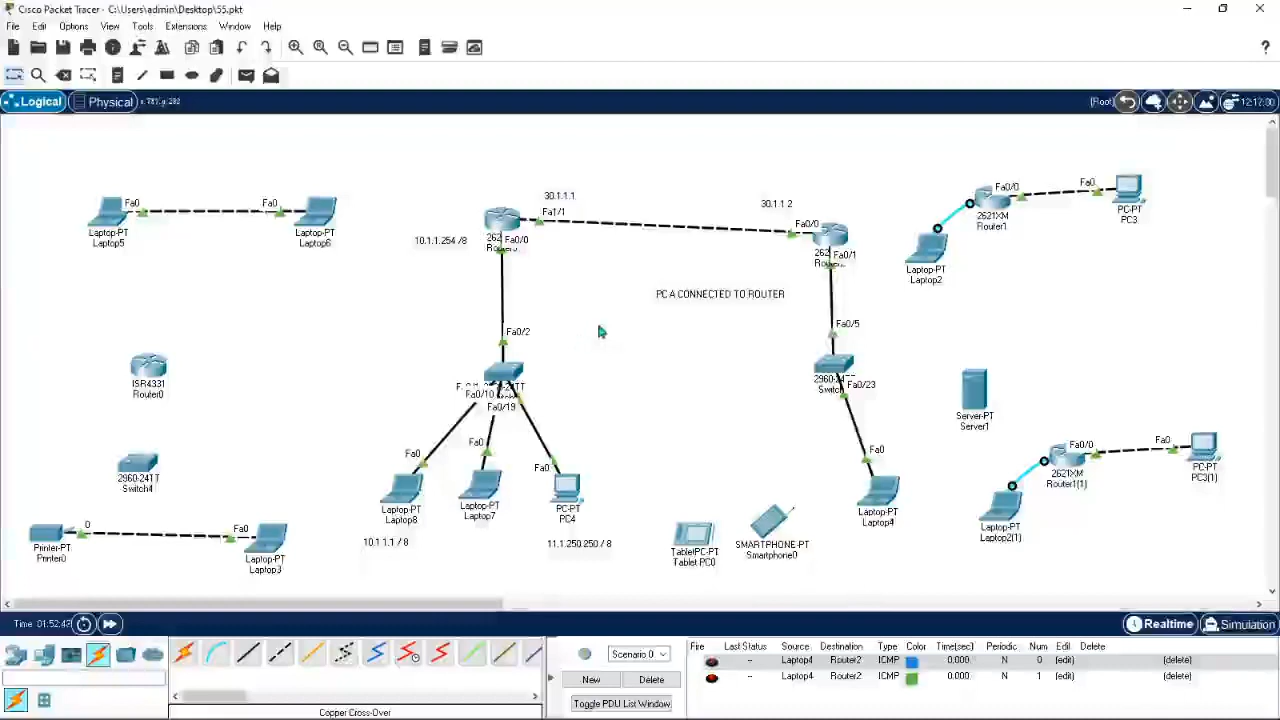 Cisco Packet Tracer - C:\Users\admin\Desktop\55.pkt
File Edit Options View Tools Extensions Window Help
Logical Physical x: 781, y: 282 [Root] 12:12:30
Laptop-PT
Laptop5
Fa0
Fa0
Laptop-PT
Laptop6
10.1.1.254 /8
30.1.1.1
Fa1/1
Fa0/0
30.1.1.2
Fa0/0
Fa0/1
Fa0/0
2621XM
Router1
Fa0
PC-PT
PC3
Laptop-PT
Laptop2
PC A CONNECTED TO ROUTER
Fa0/2
Fa0/5
ISR4331
Router0
Fa0/10
Fa0/19
Fa0/23
Server-PT
Server1
2960-24TT
Switch4
Fa0
Fa0
Fa0
Fa0
Fa0/0
2621XM
Router1(1)
Fa0
PC-PT
PC3(1)
Laptop-PT
Laptop8
Laptop-PT
Laptop7
PC-PT
PC4
Laptop-PT
Laptop4
Laptop-PT
Laptop2(1)
Printer-PT
Printer0
0
Fa0
Laptop-PT
Laptop3
10.1 1.1 / 8
11.1.250.250 / 8
TabletPC-PT
Tablet PC0
SMARTPHONE-PT
Smartphone0
Time: 01:52:42 Realtime Simulation
Scenario 0
New Delete
Toggle PDU List Window
Copper Cross-Over
Fire Last Status Source Destination Type Color Time(sec) Periodic Num Edit Delete
-- Laptop4 ICMP 0.000 N 0 (edit) (delete)
-- Laptop4 Router2 ICMP 0.000 N 1 (edit) (delete)